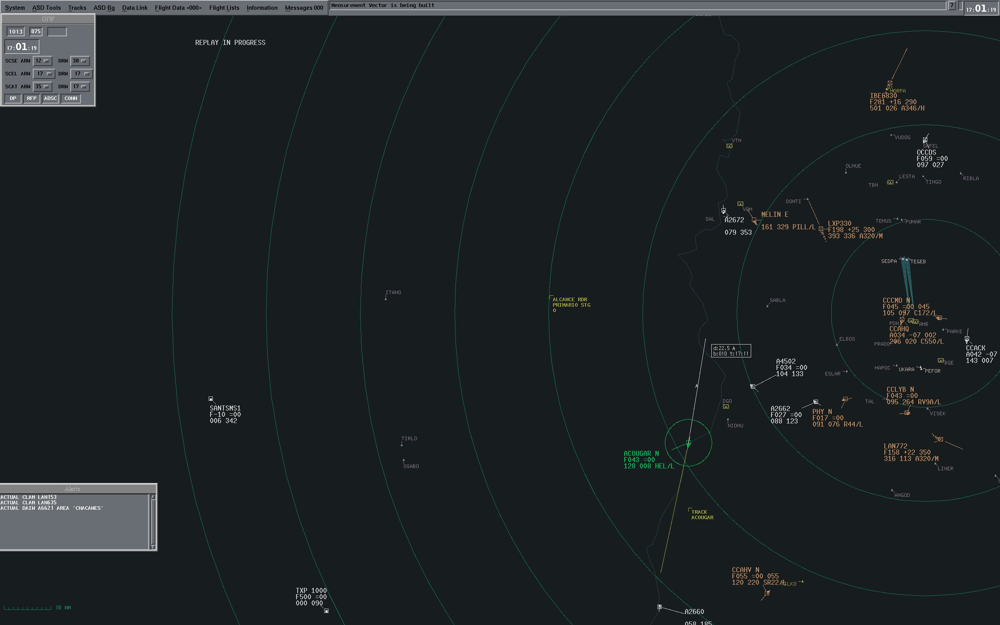 System ASD Tools Tracks ASD Bg Data Link Flight Data <000> Flight Lists Information Messages 000
Measurement Vector is being built
7
17:01:19
GIW
1013 075
17:01:19
SCSE ARW 12 DRW 30
SCEL ARW 17 DRW 17
SCAT ARW 35 DRW 17
DP RFP ADSC CONN
REPLAY IN PROGRESS
MORPA
IBE6830
F281 +16 290
501 026 A346/H
VUDOG
VTN
SAFEL
CCCDS
F059 =00
097 027
OLMUE
LESTA
TINGO
RIBLA
TBN
DONTI
VDM
MELIN E
161 329 PILL/L
SAL
A2672
079 353
TEMUS
PUMAR
LXP330
F198 +25 300
393 336 A320/M
SEDPA
TEGEB
ITANO
ALCANCE RDR
PRIMARIO STG
O
SABLA
CCCMD N
F045 =00 045
105 097 C172/L
PDH
AMB
CCAHQ
A034 -07 002
206 020 C550/L
PARKE
ELBOS
PRADO
d:22.5 A
b:010 t:17:11
CCACK
A042 -07
143 007
A4502
F034 =00
104 133
BQE
MAPOC
UKARA
PEFOR
ESLAR
A
CCLYB N
F043 =00
095 264 RV9A/L
DGO
TAL
SANTSMS1
F-10 =00
006 342
A2662
F027 =00
088 123
PHY N
F017 =00
091 076 R44/L
VISEK
NIDMU
TIRLO
ACOUGAR N
F043 =00
128 008 HEL/L
LAN772
F158 +22 350
316 113 A320/M
OSABO
LINER
Alerts
ACTUAL CLAM LAN153
ACTUAL CLAM LAN635
ACTUAL DAIW A6621 AREA 'CHACAWES'
ANGOD
TRACK
ACOUGAR
CCAHV N
F055 =00 055
120 220 SR22/L
TXP 1000
F500 =00
000 090
10 NM
A2660
058 185